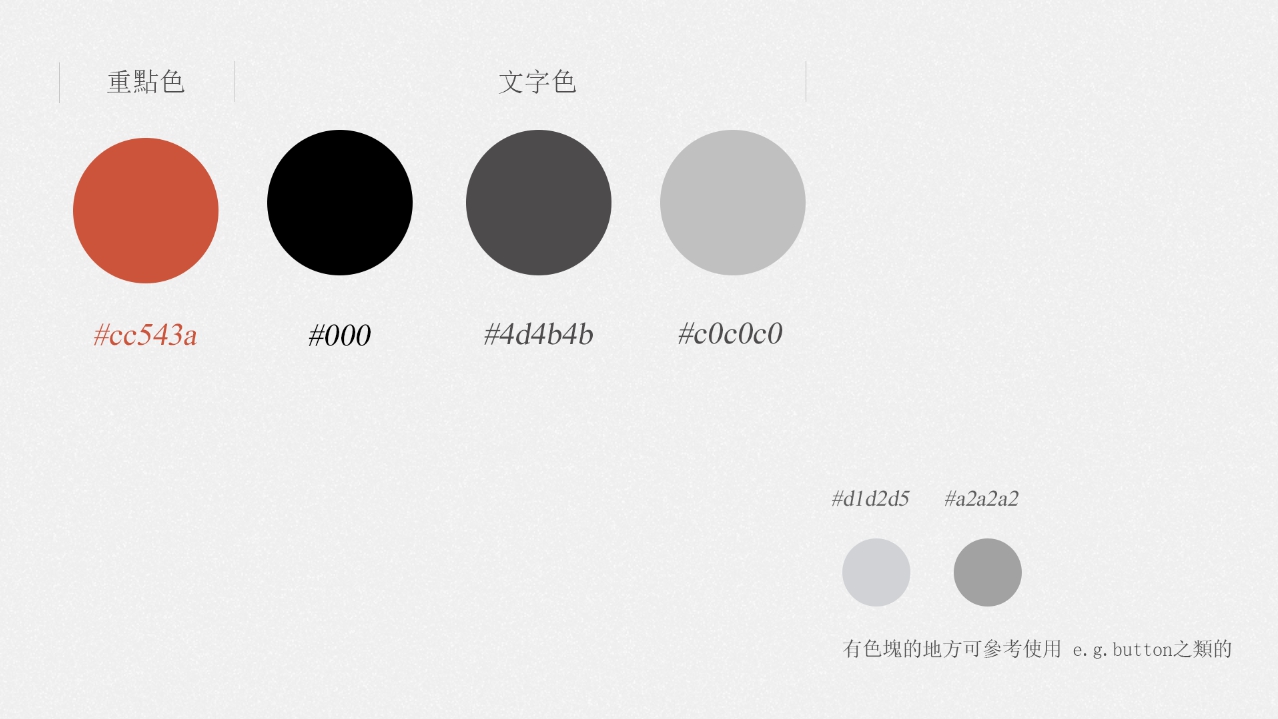 重點色
文字色
#cc543a
#000
#4d4b4b
#c0c0c0
#d1d2d5
#a2a2a2
有色塊的地方可參考使用 e.g.button之類的